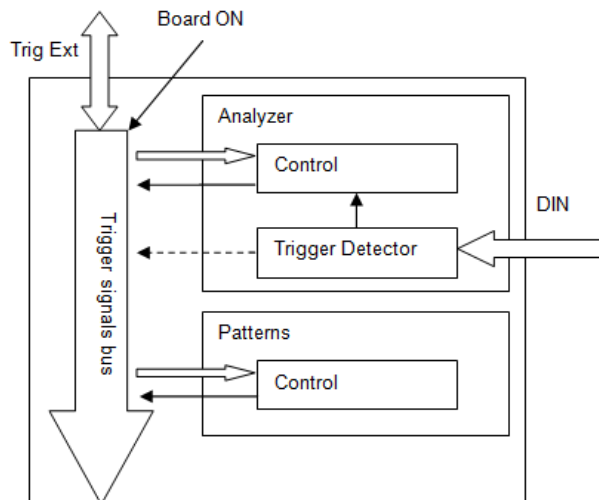 Board ON
Trig Ext
Analyzer
Control
DIN
Trigger Detector
Trigger signals bus
Patterns
Control